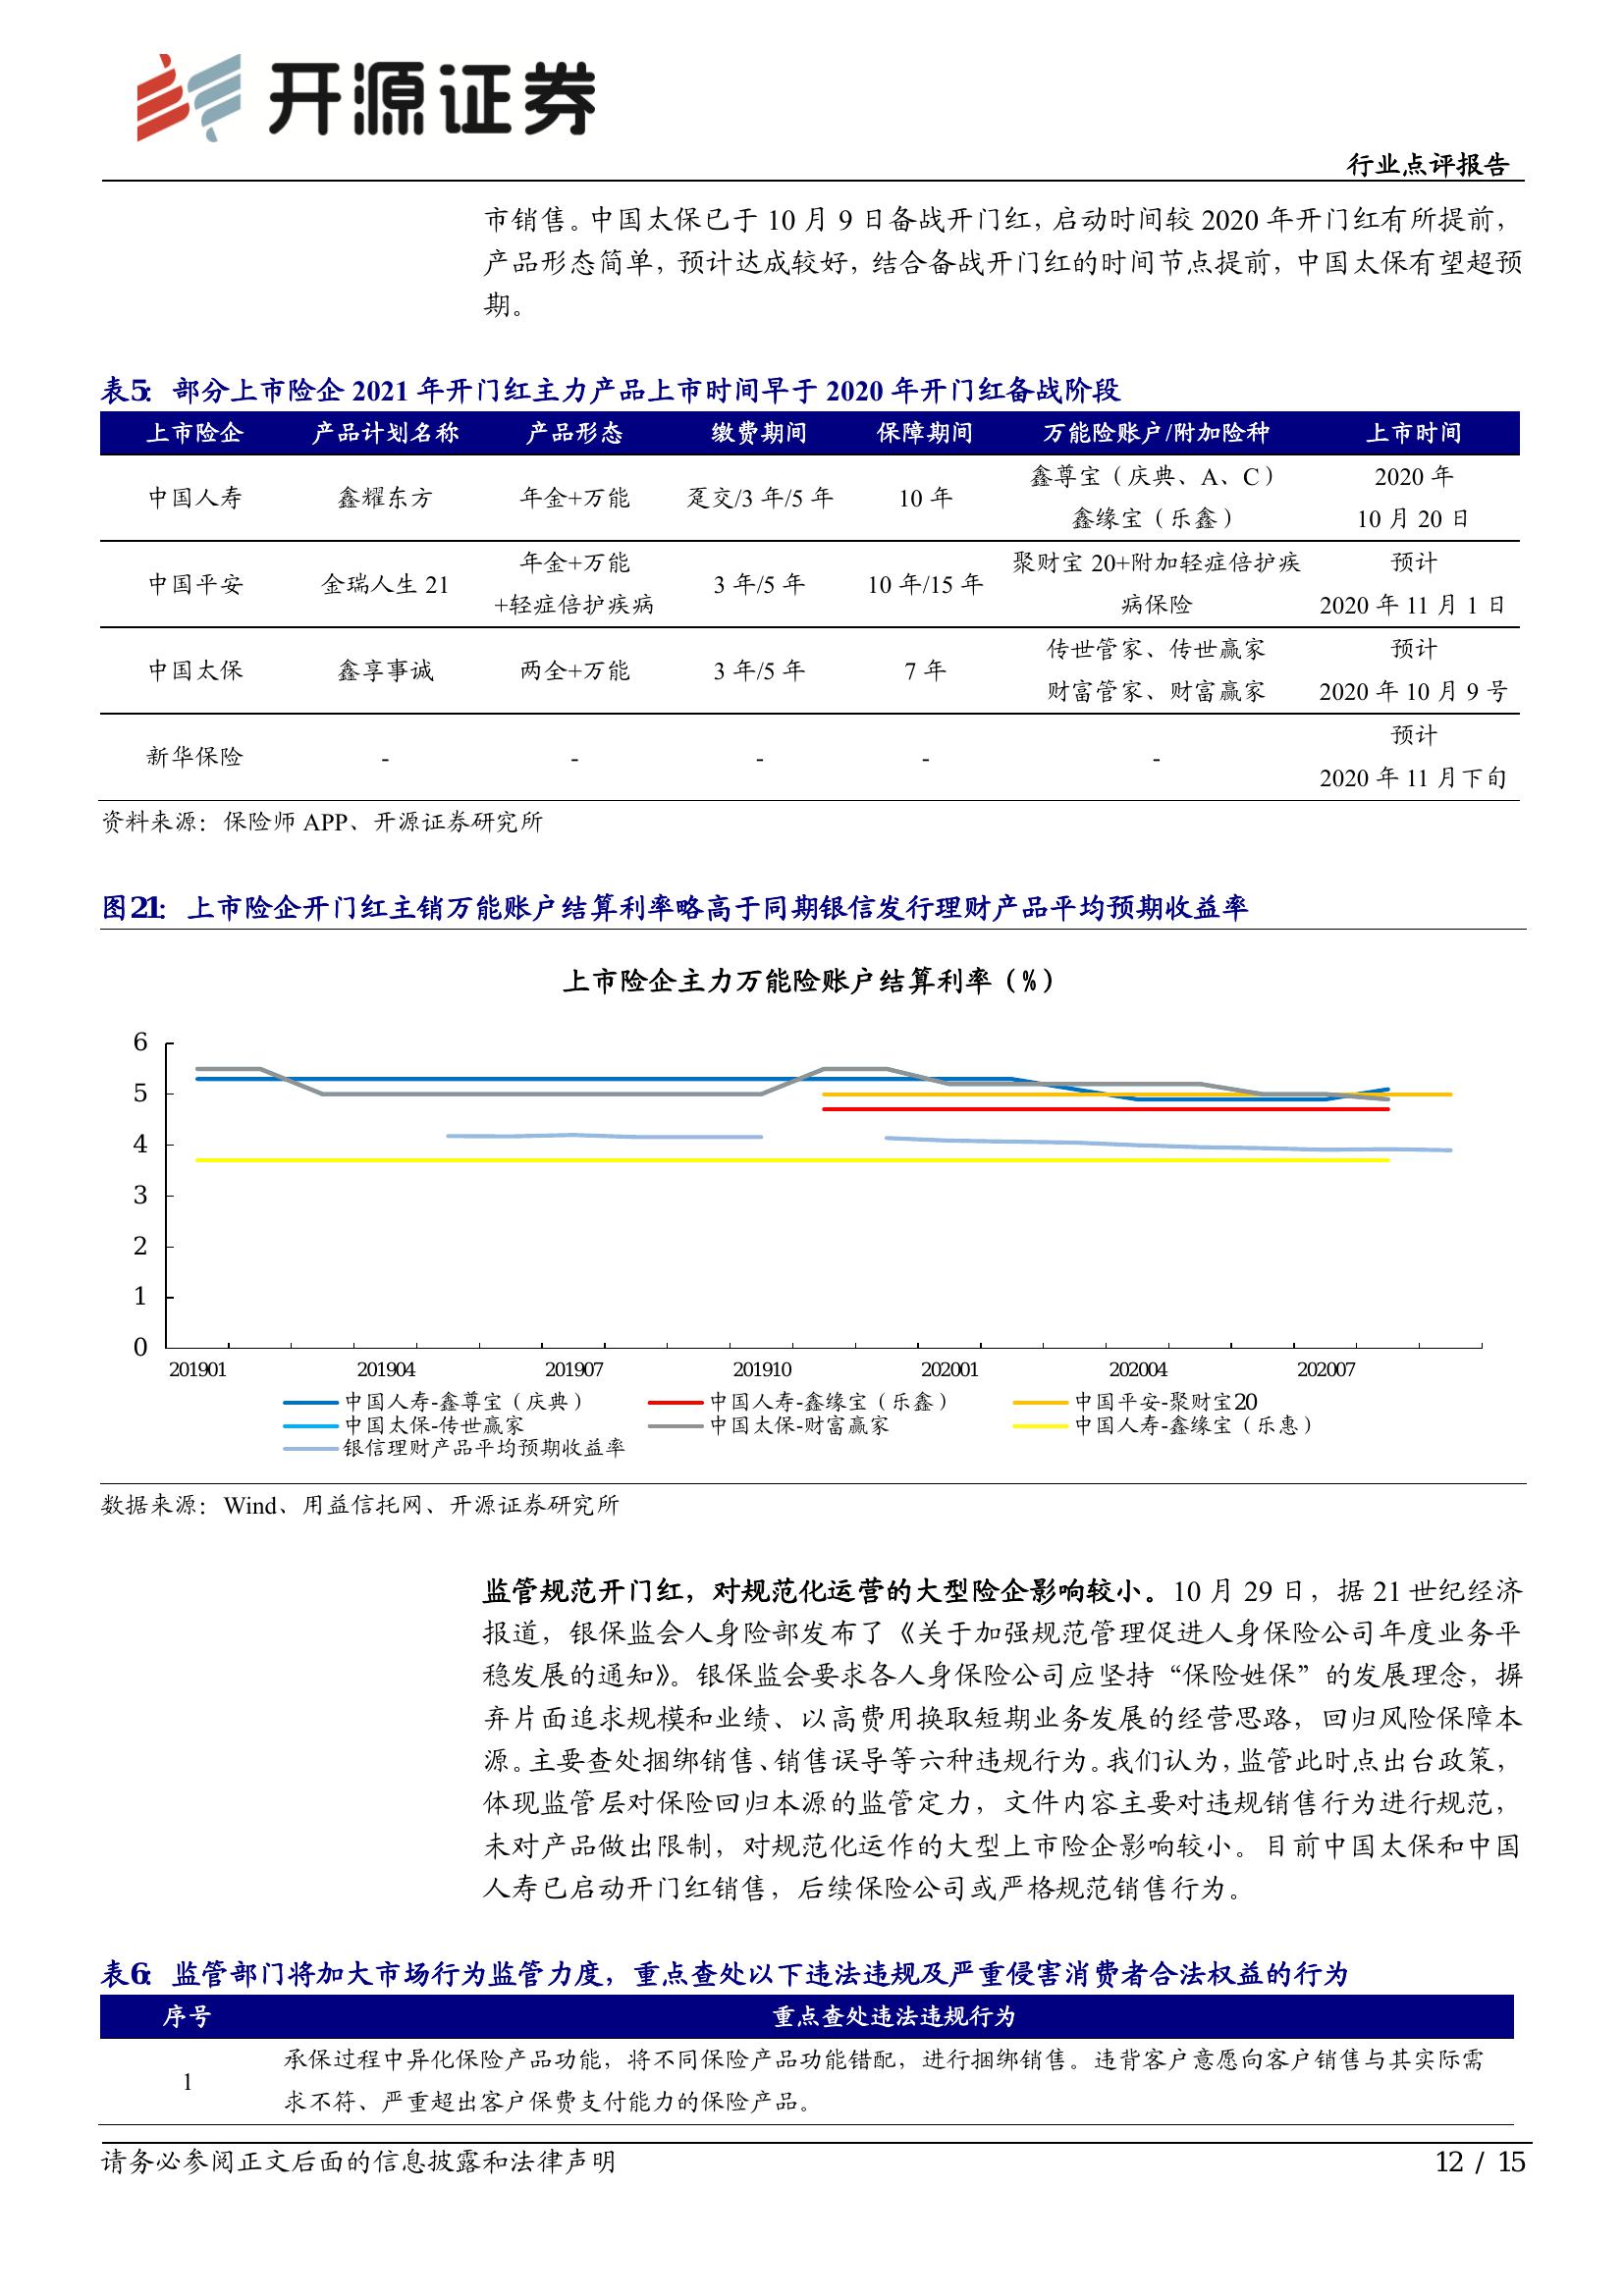 开源证券
行业点评报告
市销售。中国太保已于 10 月 9 日备战开门红，启动时间较 2020 年开门红有所提前，
产品形态简单，预计达成较好，结合备战开门红的时间节点提前，中国太保有望超预
期。
表5： 部分上市险企 2021 年开门红主力产品上市时间早于 2020 年开门红备战阶段
上市险企 产品计划名称 产品形态 缴费期间 保障期间 万能险账户/附加险种 上市时间
中国人寿 鑫耀东方 年金+万能 趸交/3 年/5 年 10 年 鑫尊宝（庆典、A、C） 2020 年
鑫缘宝（乐鑫） 10 月 20 日
中国平安 金瑞人生 21 年金+万能 3 年/5 年 10 年/15 年 聚财宝 20+附加轻症倍护疾 预计
+轻症倍护疾病 病保险 2020 年 11 月 1 日
中国太保 鑫享事诚 两全+万能 3 年/5 年 7 年 传世管家、传世赢家 预计
财富管家、财富赢家 2020 年 10 月 9 号
新华保险 - - - - - 预计
2020 年 11 月下旬
资料来源：保险师 APP、开源证券研究所
图21： 上市险企开门红主销万能账户结算利率略高于同期银信发行理财产品平均预期收益率
上市险企主力万能险账户结算利率（%）
6
5
4
3
2
1
0
201901 201904 201907 201910 202001 202004 202007
中国人寿-鑫尊宝（庆典） 中国人寿-鑫缘宝（乐鑫） 中国平安-聚财宝20
中国太保-传世赢家 中国太保-财富赢家 中国人寿-鑫缘宝（乐惠）
银信理财产品平均预期收益率
数据来源：Wind、用益信托网、开源证券研究所
监管规范开门红，对规范化运营的大型险企影响较小。10 月 29 日，据 21 世纪经济
报道，银保监会人身险部发布了《关于加强规范管理促进人身保险公司年度业务平
稳发展的通知》。银保监会要求各人身保险公司应坚持“保险姓保”的发展理念，摒
弃片面追求规模和业绩、以高费用换取短期业务发展的经营思路，回归风险保障本
源。主要查处捆绑销售、销售误导等六种违规行为。我们认为，监管此时点出台政策，
体现监管层对保险回归本源的监管定力，文件内容主要对违规销售行为进行规范，
未对产品做出限制，对规范化运作的大型上市险企影响较小。目前中国太保和中国
人寿已启动开门红销售，后续保险公司或严格规范销售行为。
表6： 监管部门将加大市场行为监管力度，重点查处以下违法违规及严重侵害消费者合法权益的行为
序号 重点查处违法违规行为
1 承保过程中异化保险产品功能，将不同保险产品功能错配，进行捆绑销售。违背客户意愿向客户销售与其实际需
求不符、严重超出客户保费支付能力的保险产品。
请务必参阅正文后面的信息披露和法律声明 12 / 15